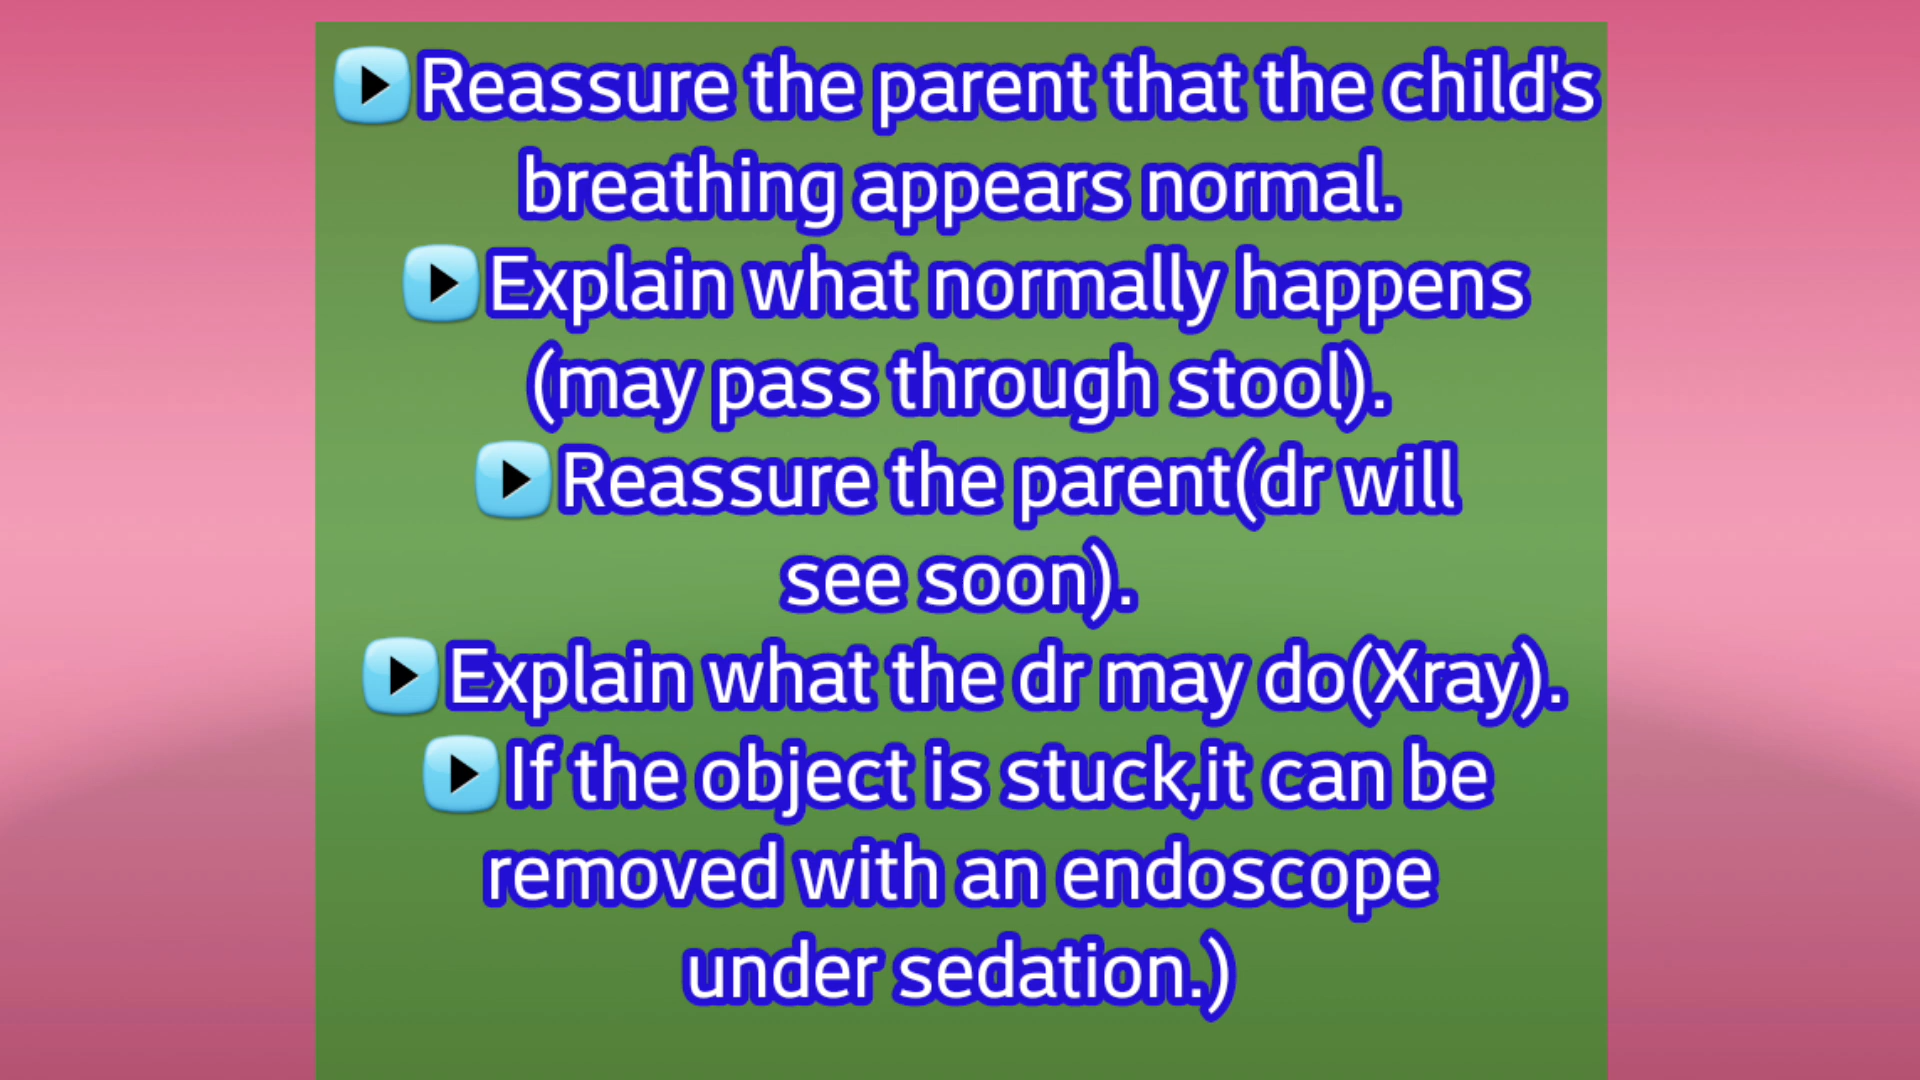 ▶Reassure the parent that the child's
breathing appears normal.
▶Explain what normally happens
(may pass through stool).
▶Reassure the parent(dr will
see soon).
▶Explain what the dr may do(Xray).
▶If the object is stuck,it can be
removed with an endoscope
under sedation.)